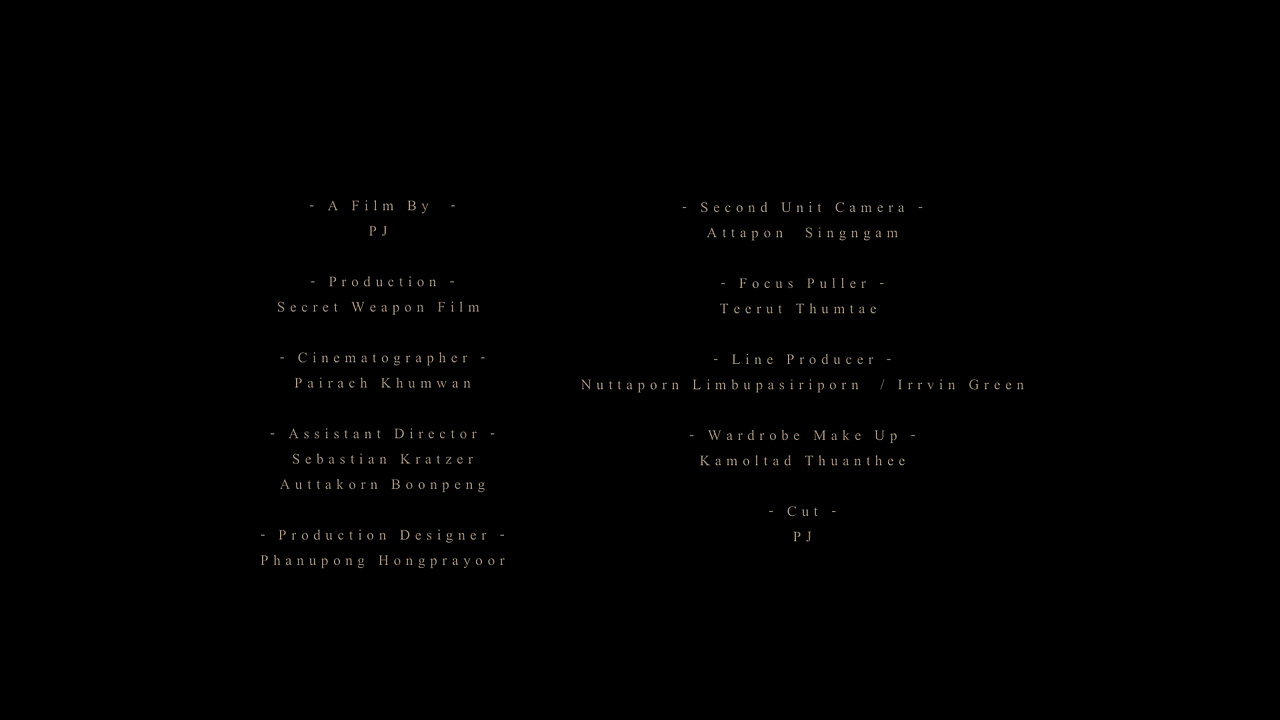 - A Film By -
PJ
- Production -
Secret Weapon Film
- Cinematographer -
Pairach Khumwan
- Assistant Director -
Sebastian Kratzer
Auttakorn Boonpeng
- Production Designer -
Phanupong Hongprayoor
- Second Unit Camera -
Attapon Singngam
- Focus Puller -
Teerut Thumtae
- Line Producer -
Nuttaporn Limbupasiriporn / Irrvin Green
- Wardrobe Make Up -
Kamoltad Thuanthee
- Cut -
PJ